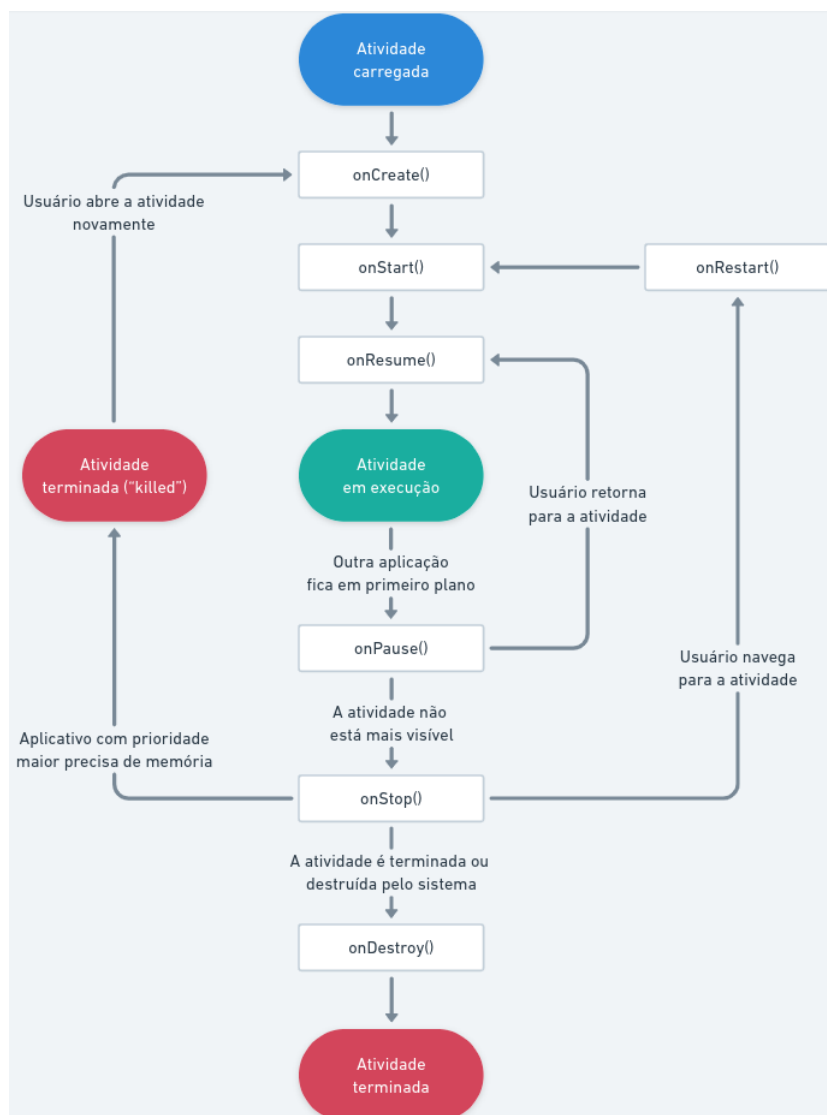 Atividade
carregada
onCreate()
Usuário abre a atividade
novamente
onStart()
onRestart()
onResume()
Atividade
terminada (“killed”)
Atividade
em execução
Usuário retorna
para a atividade
Outra aplicação
fica em primeiro plano
onPause()
Usuário navega
para a atividade
A atividade não
está mais visível
Aplicativo com prioridade
maior precisa de memória
onStop()
A atividade é terminada ou
destruída pelo sistema
onDestroy()
Atividade
terminada